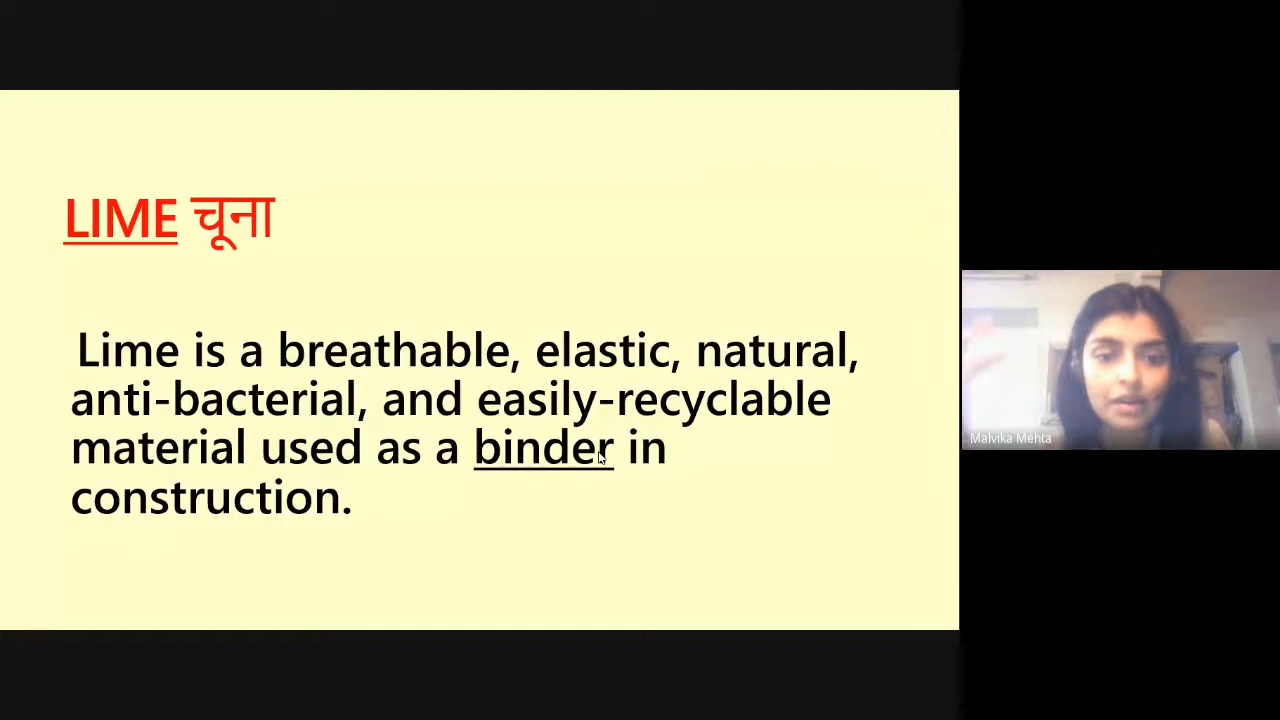 LIME चूना
Lime is a breathable, elastic, natural,
anti-bacterial, and easily-recyclable
material used as a binder in
construction.
Malvika Mehta